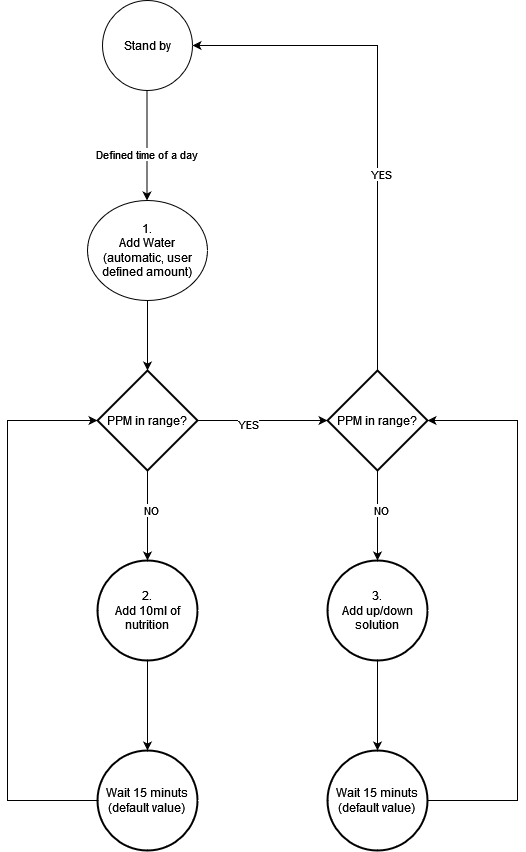 Stand by
Defined time of a day
YES
1.
Add Water
(automatic, user
defined amount)
PPM in range?
YES
PPM in range?
NO
NO
2.
Add 10ml of
nutrition
3.
Add up/down
solution
Wait 15 minuts
(default value)
Wait 15 minuts
(default value)